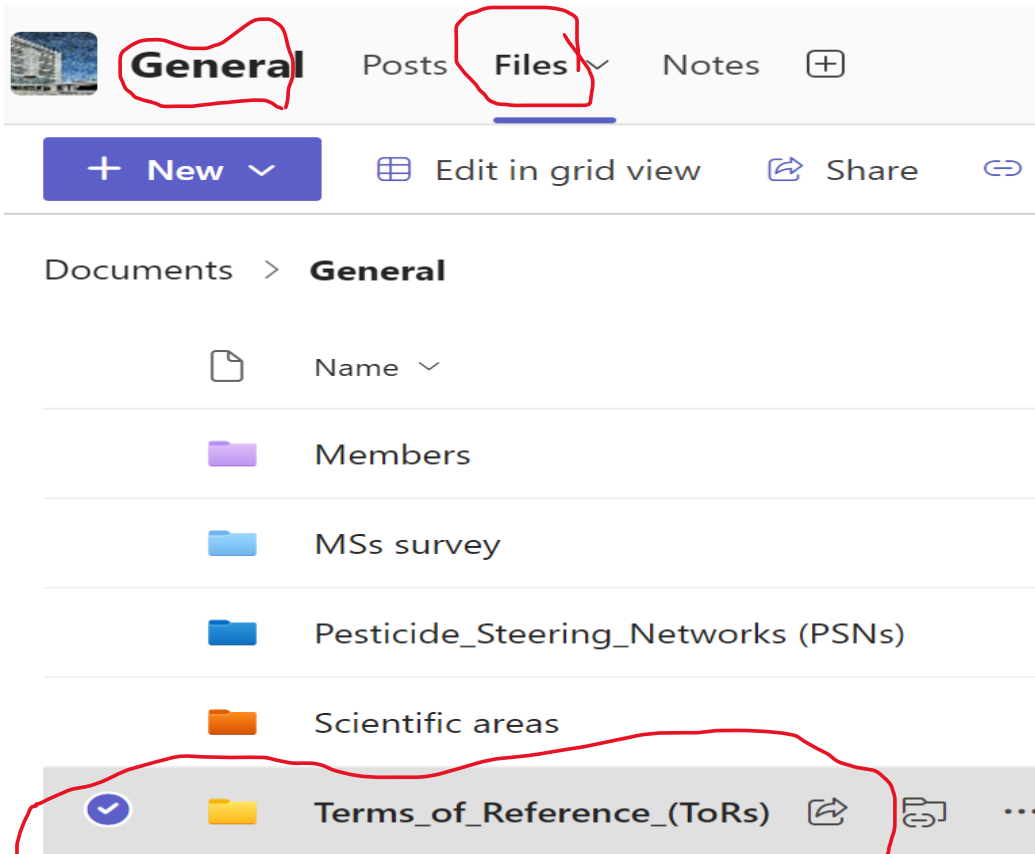 General Posts Files Notes
New Edit in grid view Share
Documents > General
Name
Members
MSs survey
Pesticide_Steering_Networks (PSNs)
Scientific areas
Terms_of_Reference_(ToRs)